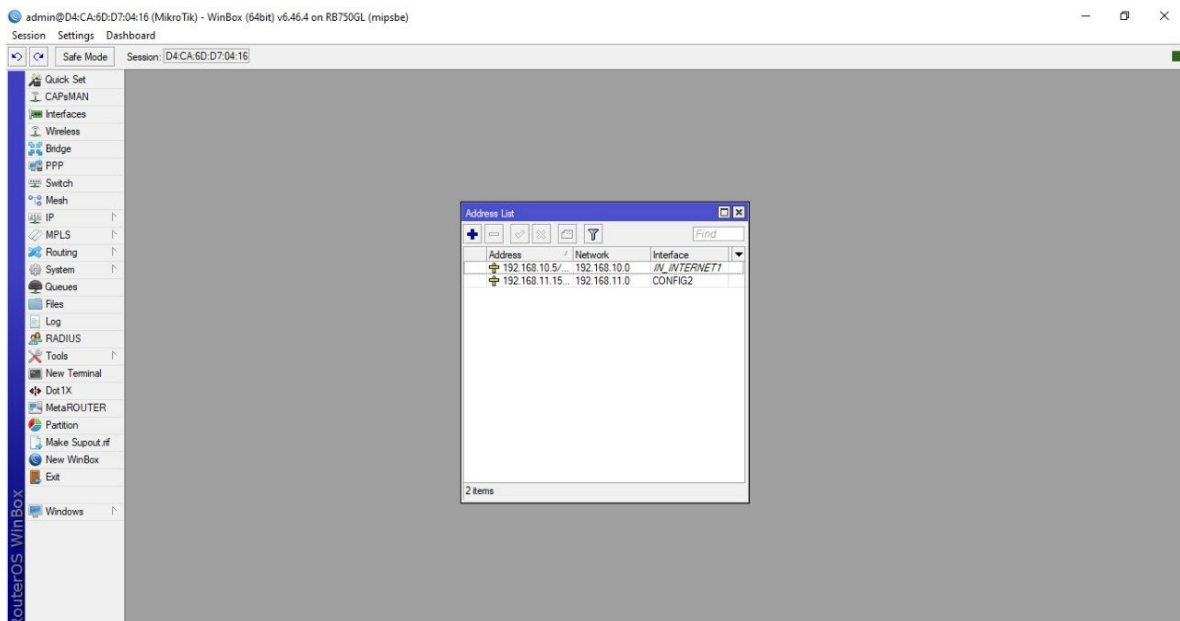 admin@D4:CA:6D:D7:04:16 (MikroTik) - WinBox (64bit) v6.46.4 on RB750GL (mipsbe)
Session Settings Dashboard
Safe Mode Session: D4:CA:6D:D7:04:16
Quick Set
CAPsMAN
Interfaces
Wireless
Bridge
PPP
Switch
Mesh
IP
MPLS
Routing
System
Queues
Files
Log
RADIUS
Tools
New Terminal
Dot1X
MetaROUTER
Partition
Make Supout.rif
New WinBox
Exit
Windows
RouterOS WinBox
Address List
Find
Address Network Interface
192.168.10.5/... 192.168.10.0 IN_INTERNET1
192.168.11.15... 192.168.11.0 CONFIG2
2 items